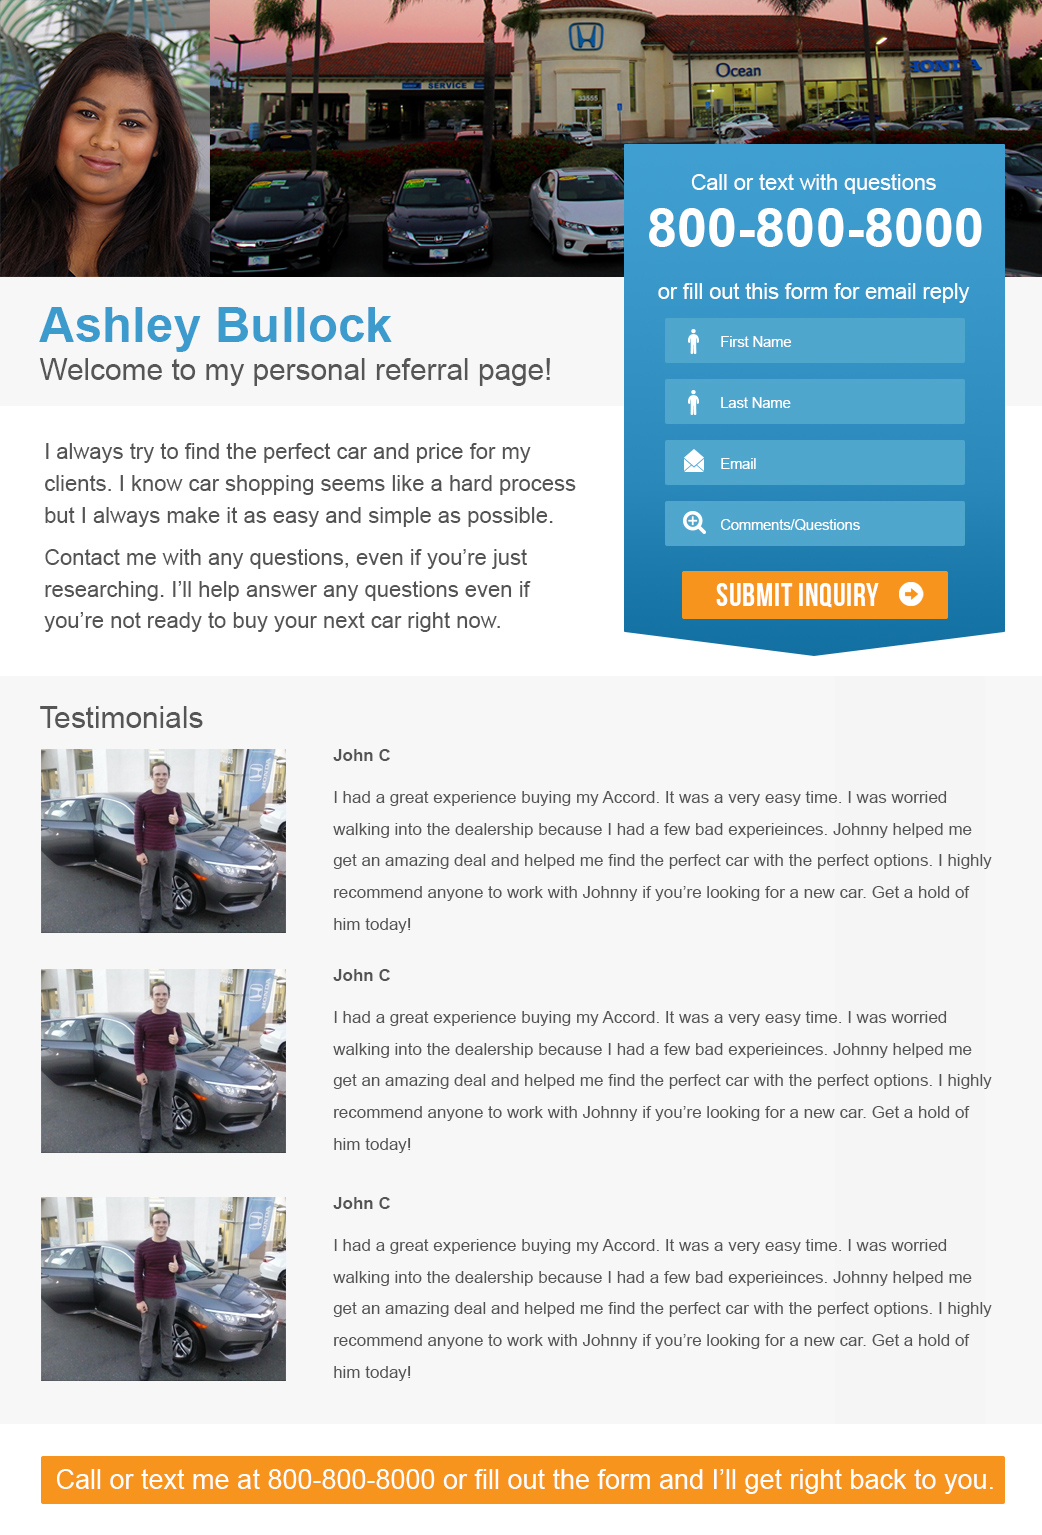 SERVICE
33555
Ocean
HONDA
Call or text with questions
800-800-8000
or fill out this form for email reply
First Name
Last Name
Email
Comments/Questions
SUBMIT INQUIRY
Ashley Bullock
Welcome to my personal referral page!
I always try to find the perfect car and price for my
clients. I know car shopping seems like a hard process
but I always make it as easy and simple as possible.
Contact me with any questions, even if you’re just
researching. I’ll help answer any questions even if
you’re not ready to buy your next car right now.
Testimonials
John C
I had a great experience buying my Accord. It was a very easy time. I was worried
walking into the dealership because I had a few bad experieinces. Johnny helped me
get an amazing deal and helped me find the perfect car with the perfect options. I highly
recommend anyone to work with Johnny if you’re looking for a new car. Get a hold of
him today!
John C
I had a great experience buying my Accord. It was a very easy time. I was worried
walking into the dealership because I had a few bad experieinces. Johnny helped me
get an amazing deal and helped me find the perfect car with the perfect options. I highly
recommend anyone to work with Johnny if you’re looking for a new car. Get a hold of
him today!
John C
I had a great experience buying my Accord. It was a very easy time. I was worried
walking into the dealership because I had a few bad experieinces. Johnny helped me
get an amazing deal and helped me find the perfect car with the perfect options. I highly
recommend anyone to work with Johnny if you’re looking for a new car. Get a hold of
him today!
Call or text me at 800-800-8000 or fill out the form and I’ll get right back to you.